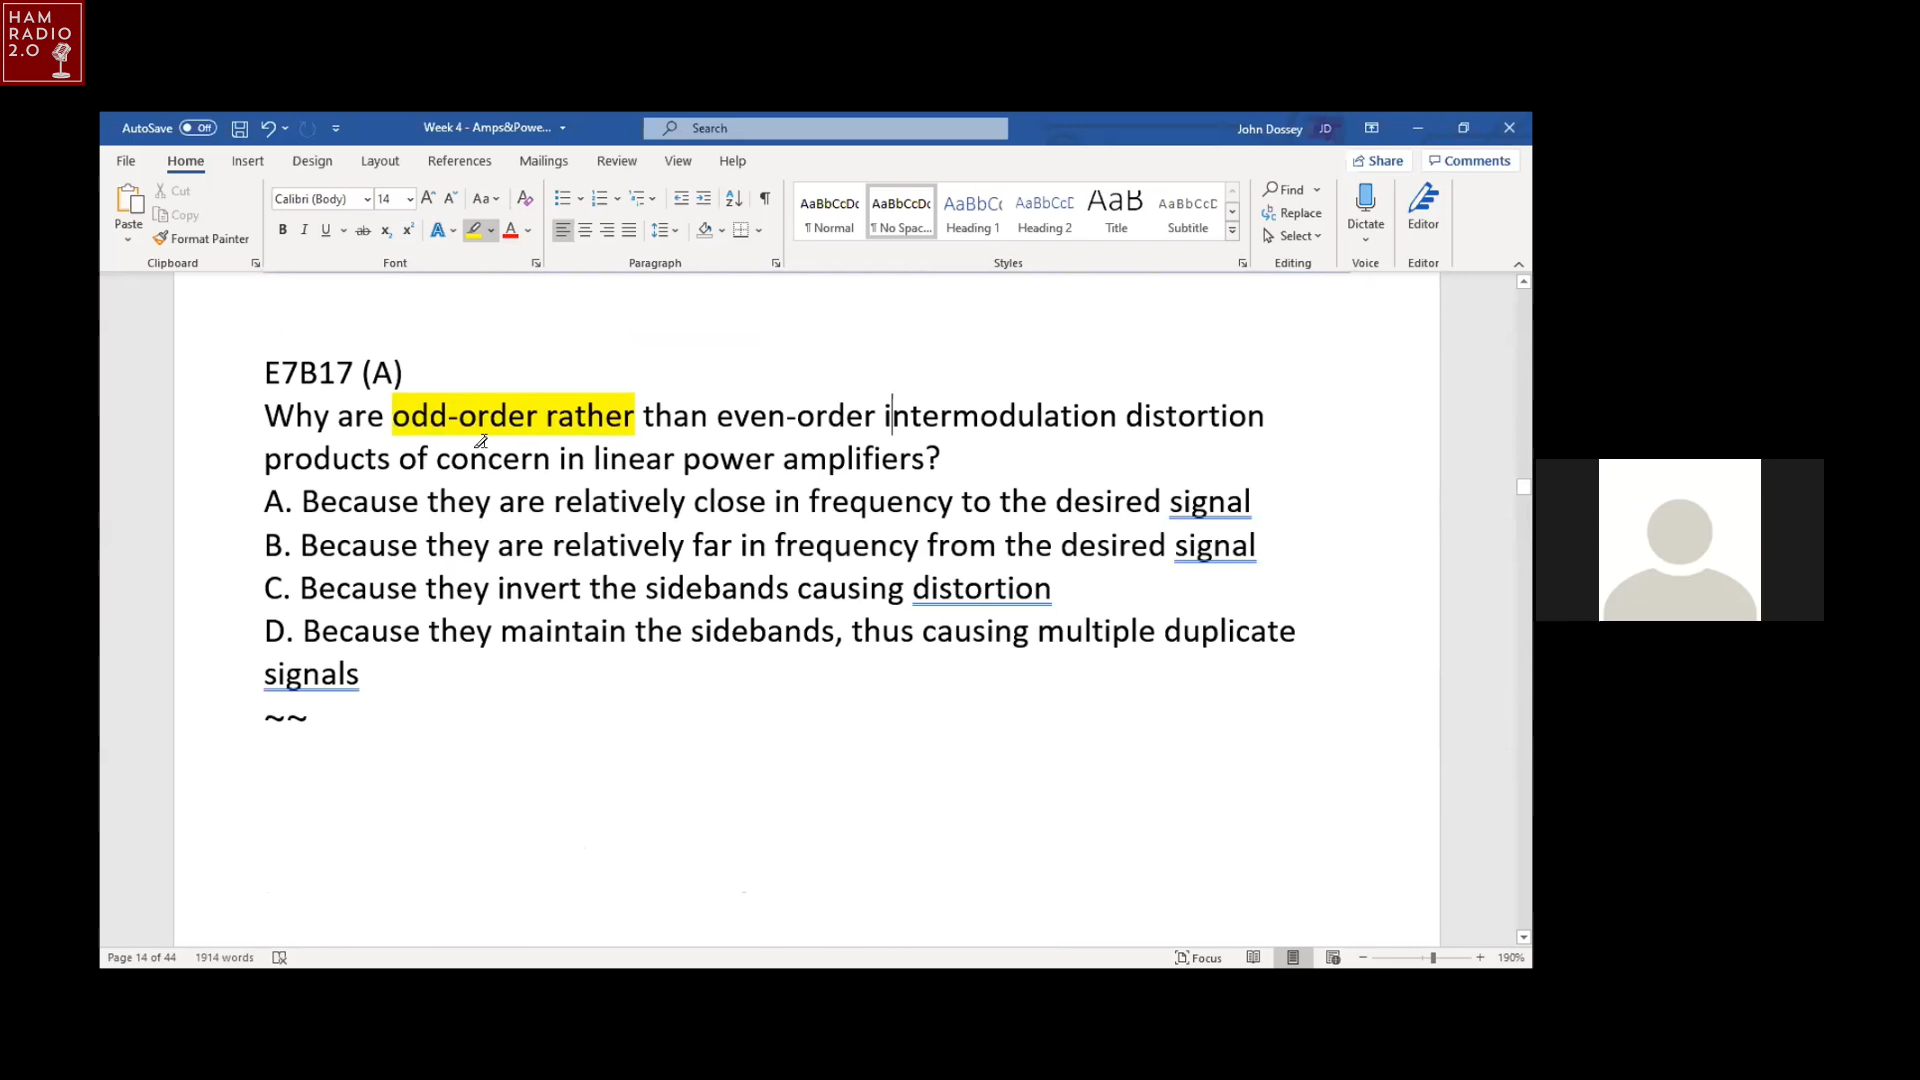 HAM
RADIO
2.0
AutoSave Off Week 4 - Amps&Powe... Search John Dossey JD
File Home Insert Design Layout References Mailings Review View Help Share Comments
Paste Cut Copy Format Painter
Calibri (Body) 14 Aa
B I U ab x₂ x² A A
AaBbCcDc AaBbCcDc AaBbCc AaBbCcD AaB AaBbCcD
¶ Normal ¶ No Spac... Heading 1 Heading 2 Title Subtitle
Find Replace Select Dictate Editor
Clipboard Font Paragraph Styles Editing Voice Editor
E7B17 (A)
Why are odd-order rather than even-order intermodulation distortion
products of concern in linear power amplifiers?
A. Because they are relatively close in frequency to the desired signal
B. Because they are relatively far in frequency from the desired signal
C. Because they invert the sidebands causing distortion
D. Because they maintain the sidebands, thus causing multiple duplicate
signals
~~
Page 14 of 44 1914 words Focus 190%